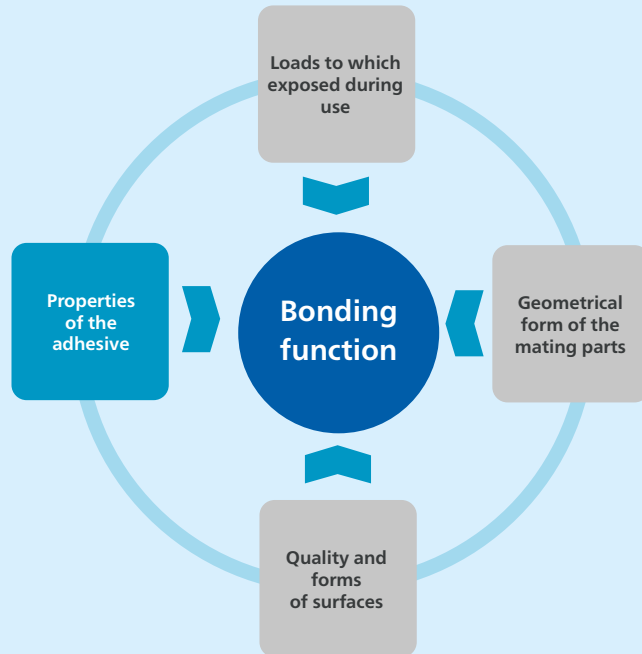 Loads to which
exposed during
use
Properties
of the
adhesive
Bonding
function
Geometrical
form of the
mating parts
Quality and
forms
of surfaces